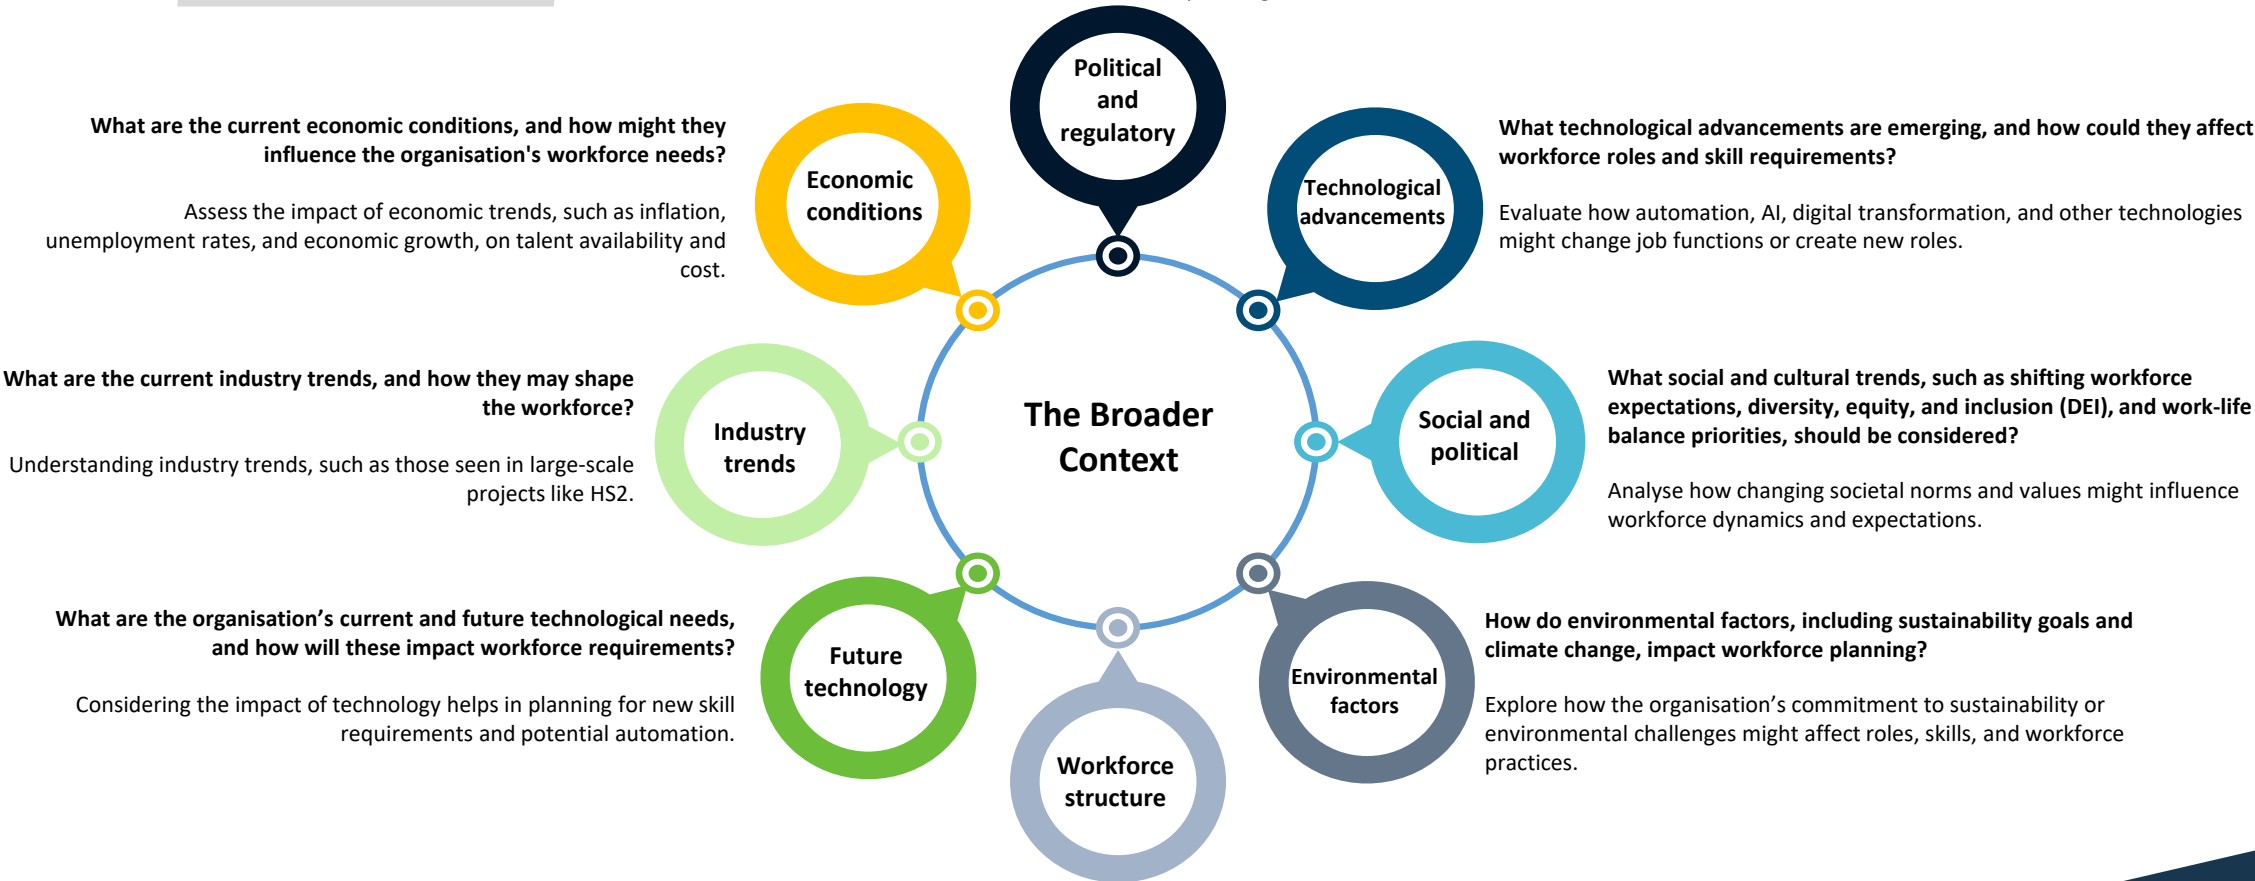 Political
and
regulatory
What are the current economic conditions, and how might they
influence the organisation's workforce needs?
Assess the impact of economic trends, such as inflation,
unemployment rates, and economic growth, on talent availability and
cost.
Economic
conditions
Technological
advancements
What technological advancements are emerging, and how could they affect
workforce roles and skill requirements?
Evaluate how automation, AI, digital transformation, and other technologies
might change job functions or create new roles.
What are the current industry trends, and how they may shape
the workforce?
Understanding industry trends, such as those seen in large-scale
projects like HS2.
Industry
trends
The Broader
Context
Social and
political
What social and cultural trends, such as shifting workforce
expectations, diversity, equity, and inclusion (DEI), and work-life
balance priorities, should be considered?
Analyse how changing societal norms and values might influence
workforce dynamics and expectations.
What are the organisation’s current and future technological needs,
and how will these impact workforce requirements?
Considering the impact of technology helps in planning for new skill
requirements and potential automation.
Future
technology
Workforce
structure
Environmental
factors
How do environmental factors, including sustainability goals and
climate change, impact workforce planning?
Explore how the organisation’s commitment to sustainability or
environmental challenges might affect roles, skills, and workforce
practices.